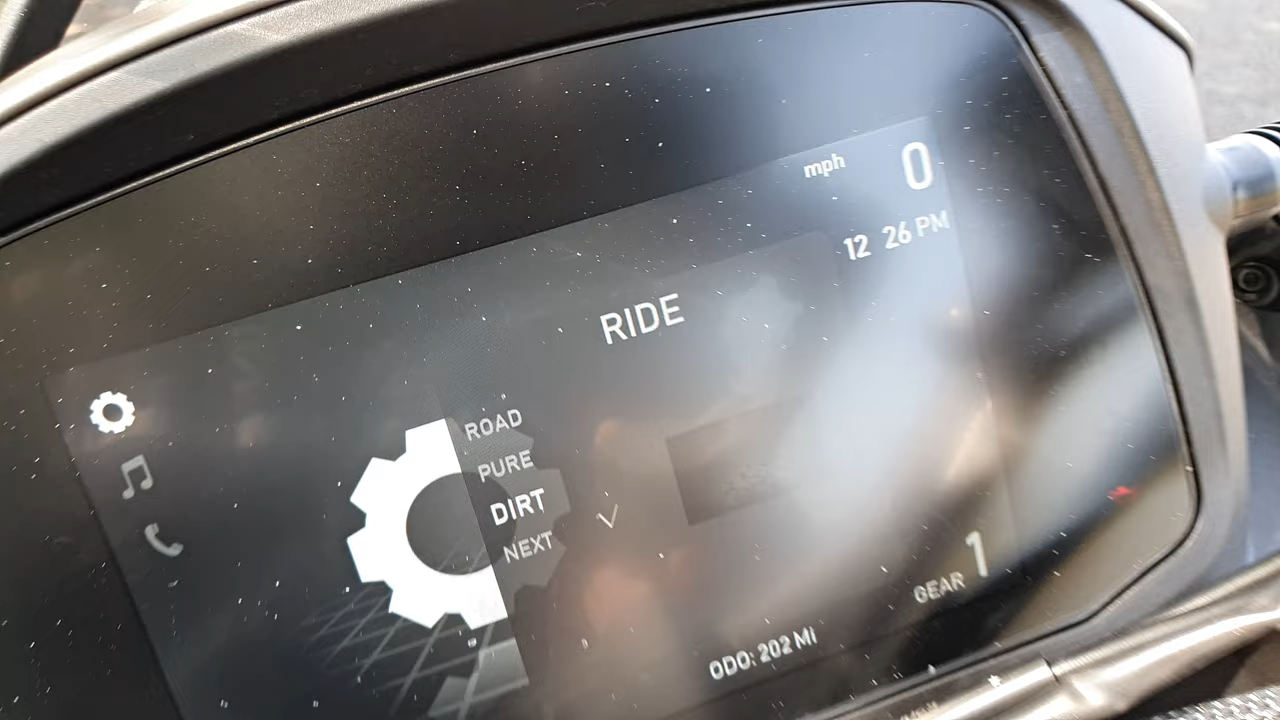 mph 0
12 26 PM
RIDE
ROAD
PURE
DIRT
NEXT
GEAR 1
ODO: 202 MI